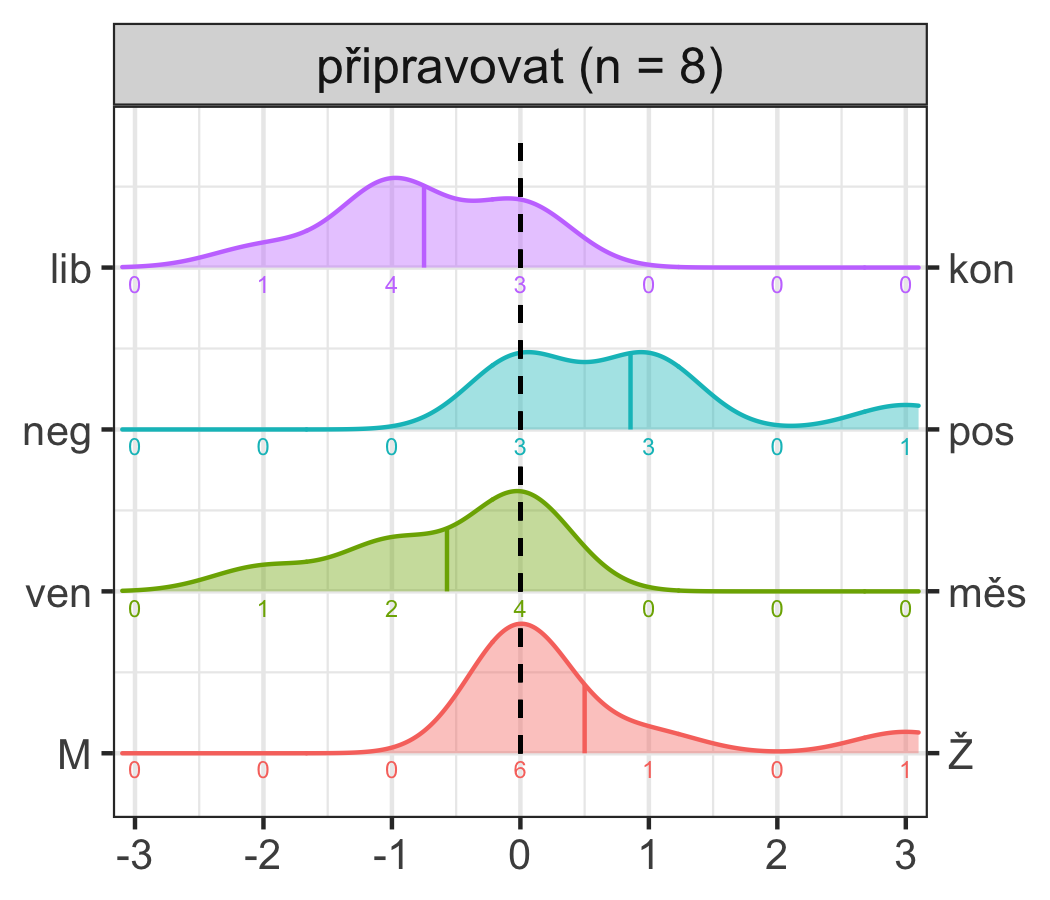 připravovat (n = 8)
lib kon
0 1 4 3 0 0 0
neg pos
0 0 0 3 3 0 1
ven měs
0 1 2 4 0 0 0
M Ž
0 0 0 6 1 0 1
-3 -2 -1 0 1 2 3